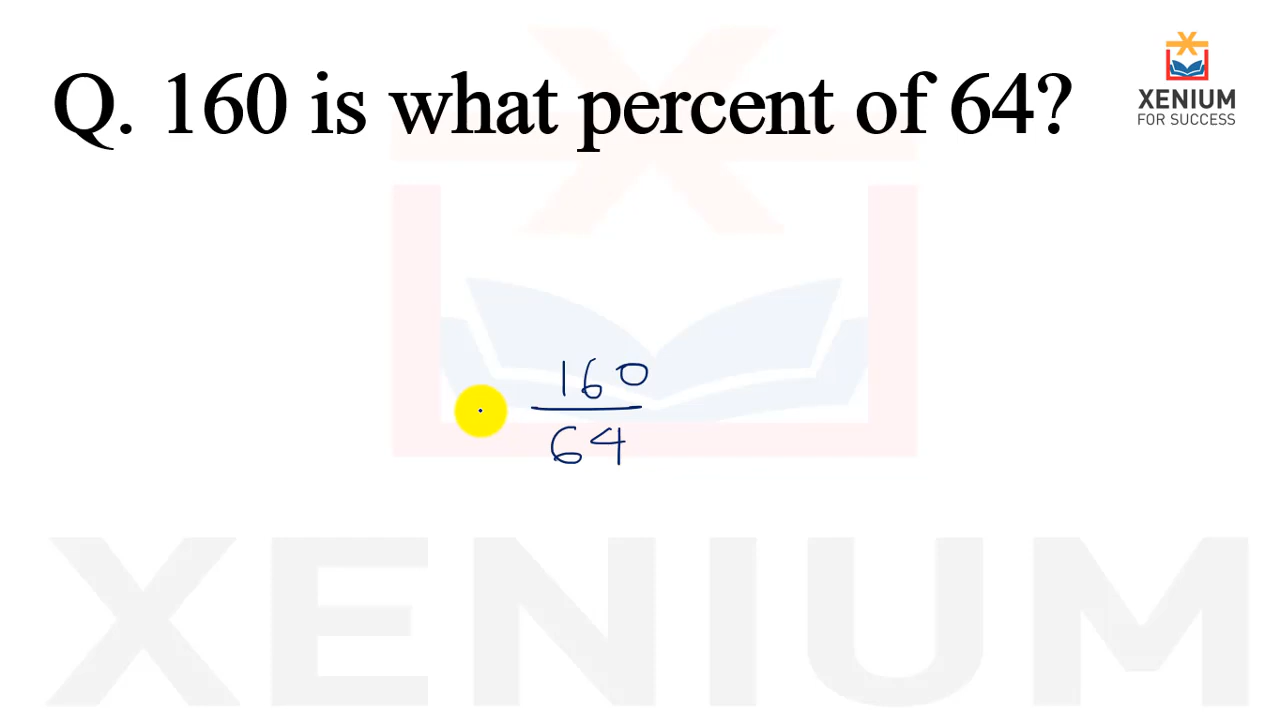 Q. 160 is what percent of 64?
XENIUM
FOR SUCCESS
160
64
XENIUM